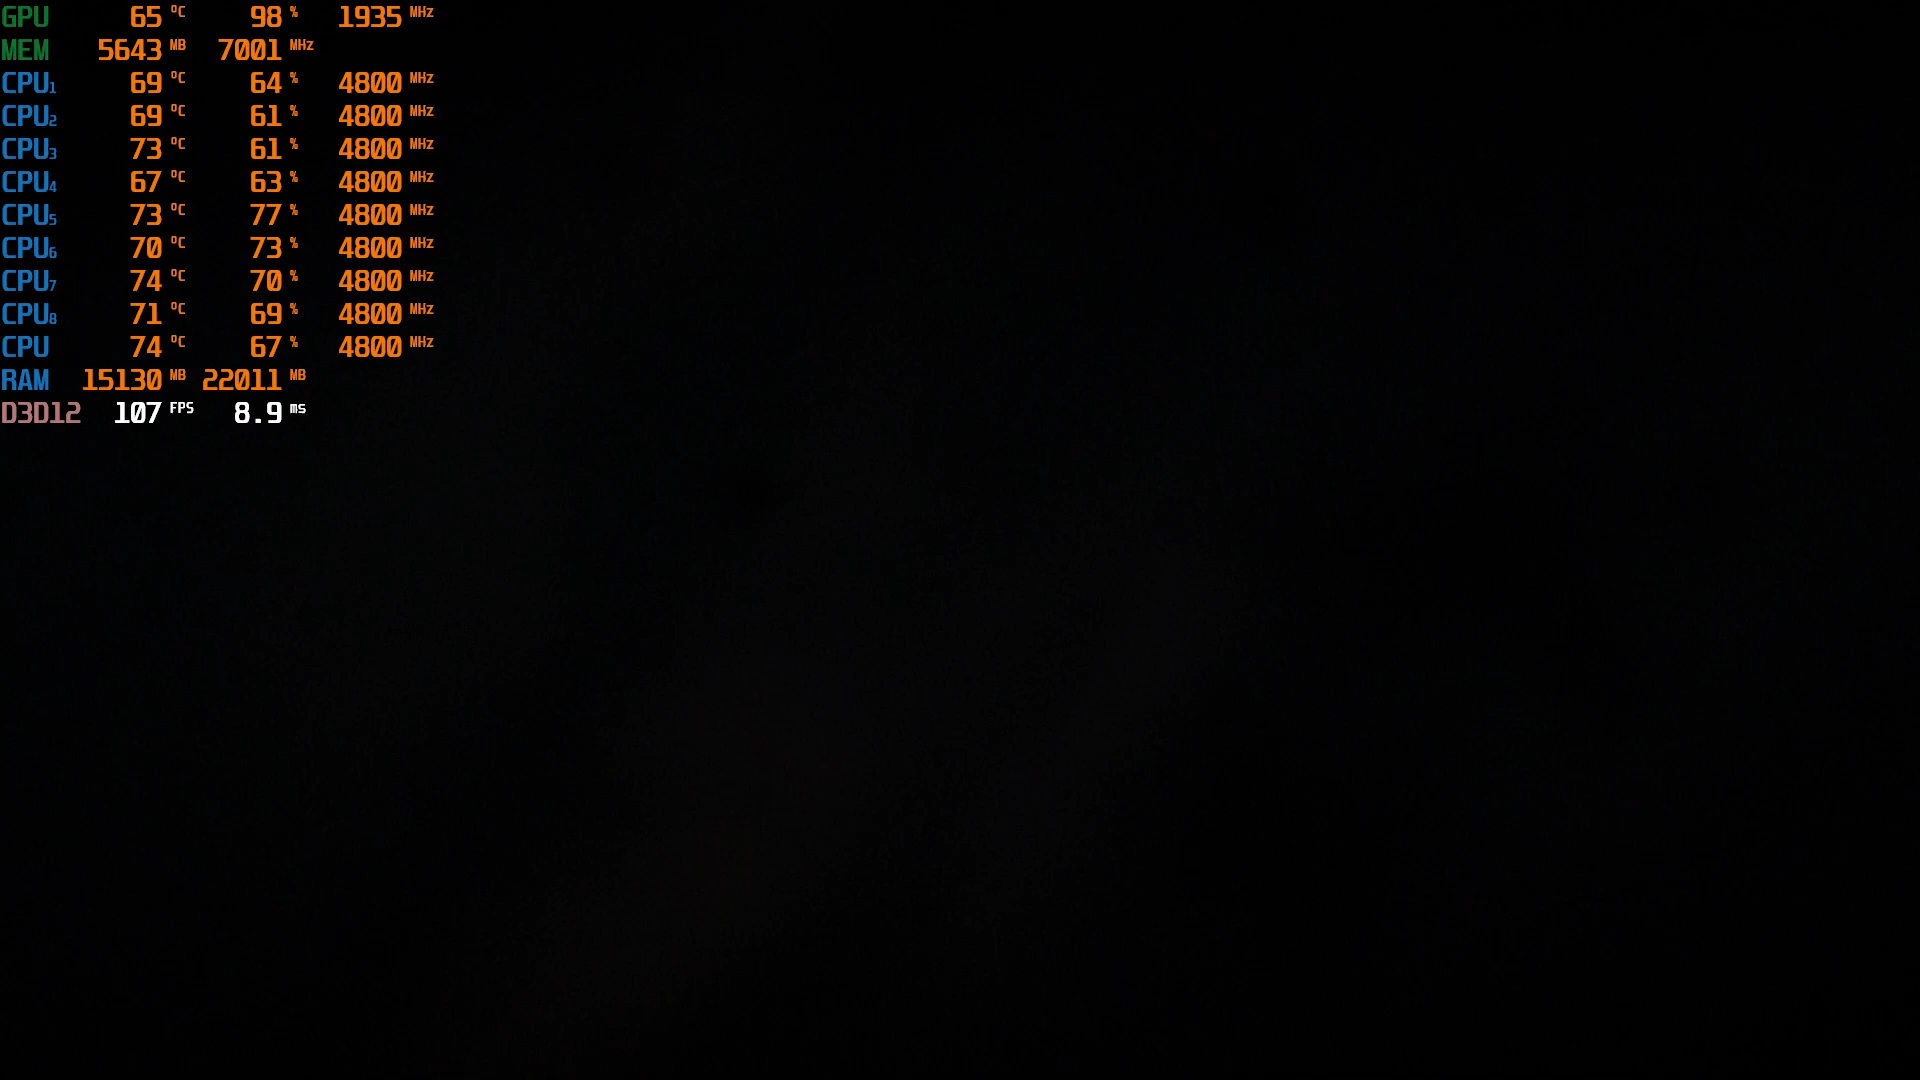 GPU 65 °C 98 % 1935 MHz
MEM 5643 MB 7001 MHz
CPU1 69 °C 64 % 4800 MHz
CPU2 69 °C 61 % 4800 MHz
CPU3 73 °C 61 % 4800 MHz
CPU4 67 °C 63 % 4800 MHz
CPU5 73 °C 77 % 4800 MHz
CPU6 70 °C 73 % 4800 MHz
CPU7 74 °C 70 % 4800 MHz
CPU8 71 °C 69 % 4800 MHz
CPU 74 °C 67 % 4800 MHz
RAM 15130 MB 22011 MB
D3D12 107 FPS 8.9 ms